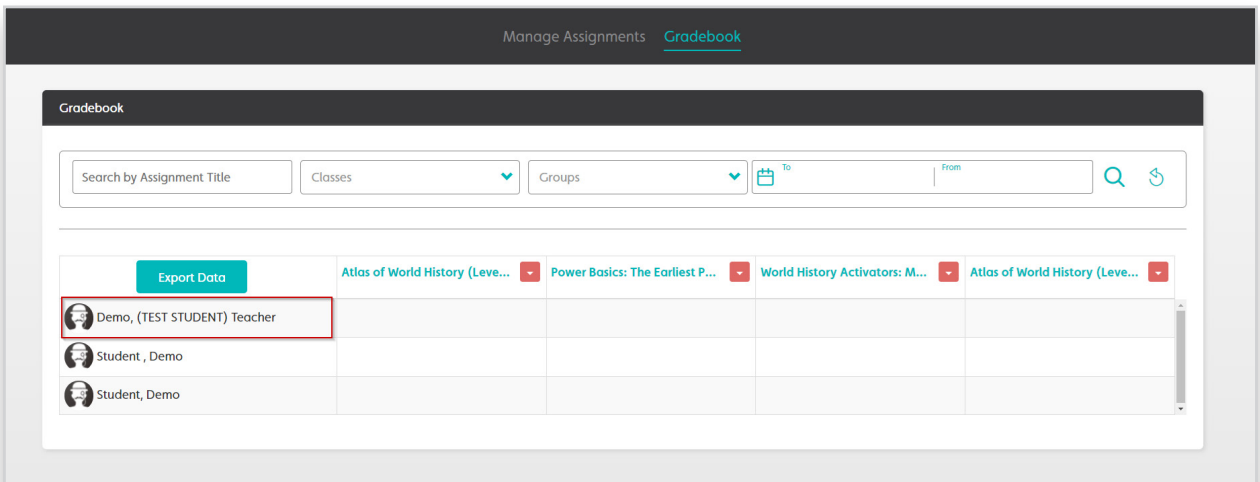 Manage Assignments Gradebook
Gradebook
Search by Assignment Title Classes Groups To From
Export Data Atlas of World History (Leve... Power Basics: The Earliest P... World History Activators: M... Atlas of World History (Leve...
Demo, (TEST STUDENT) Teacher
Student , Demo
Student, Demo